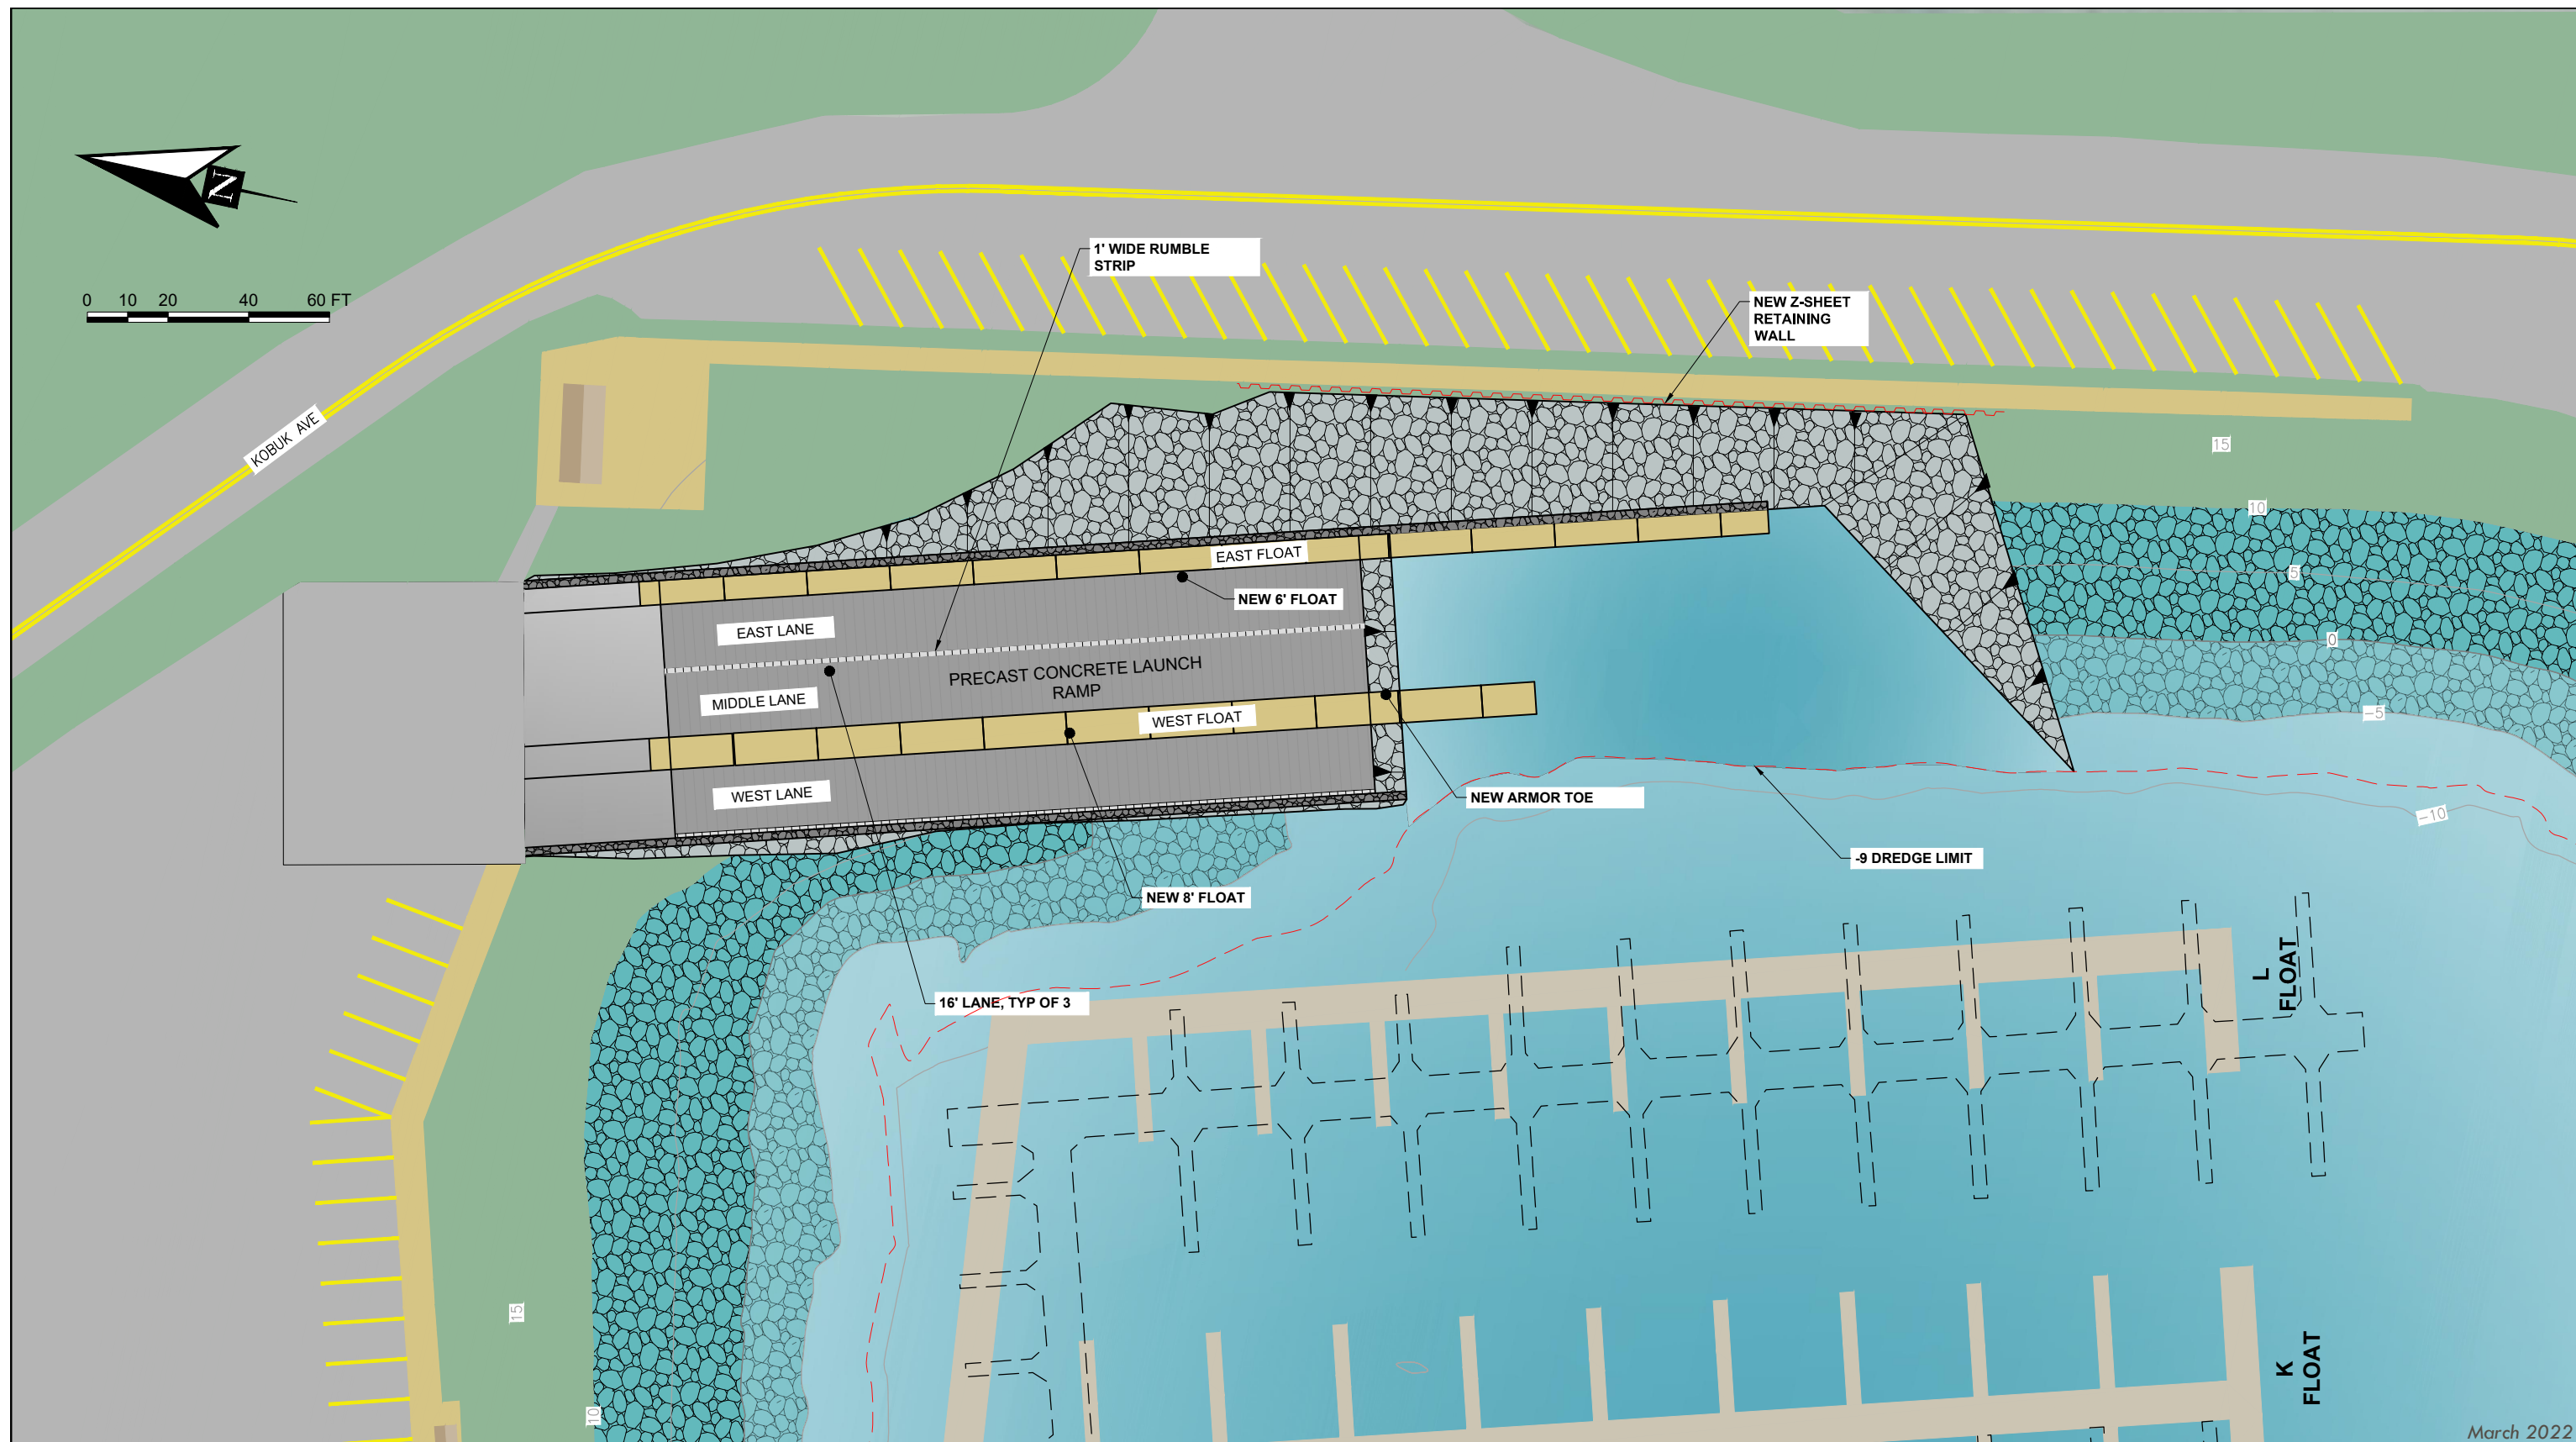 N
0 10 20 40 60 FT
KOBUK AVE
1' WIDE RUMBLE
STRIP
NEW Z-SHEET
RETAINING
WALL
15
10
5
0
-5
-10
EAST FLOAT
NEW 6' FLOAT
EAST LANE
PRECAST CONCRETE LAUNCH
RAMP
MIDDLE LANE
WEST FLOAT
WEST LANE
NEW ARMOR TOE
-9 DREDGE LIMIT
NEW 8' FLOAT
16' LANE, TYP OF 3
L
FLOAT
K
FLOAT
15
10
March 2022